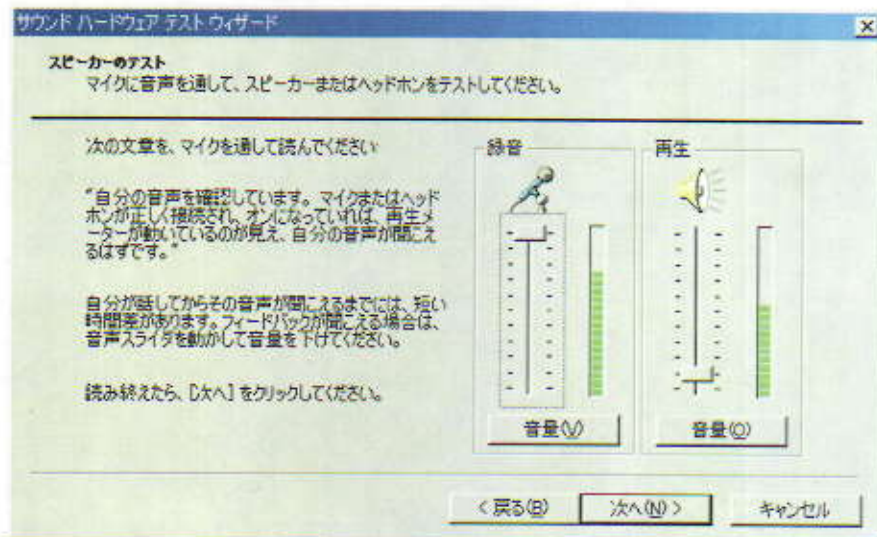 サウンド ハードウェア テスト ウィザード
スピーカーのテスト
マイクに音声を通して、スピーカーまたはヘッドホンをテストしてください。
次の文章を、マイクを通して読んでください
"自分の音声を確認しています。マイクまたはヘッド
ホンが正しく接続され、オンになっていれば、再生メ
ーターが動いているのが見え、自分の音声が聞こえ
るはずです。"
自分が話してからその音声が聞こえるまでには、短い
時間差があります。フィードバックが聞こえる場合は、
音声スライダを動かして音量を下げてください。
読み終えたら、[次へ] をクリックしてください。
録音
再生
音量(V)
音量(O)
< 戻る(B)
次へ(N) >
キャンセル